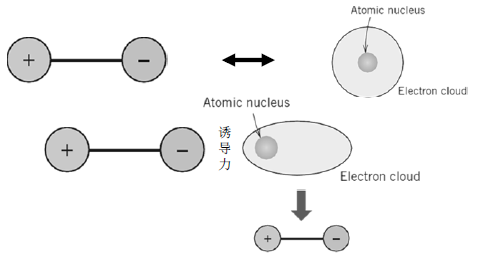 Atomic nucleus
+ −
Electron cloud
Atomic nucleus
+ −
诱
导
力
Electron cloud
+ −